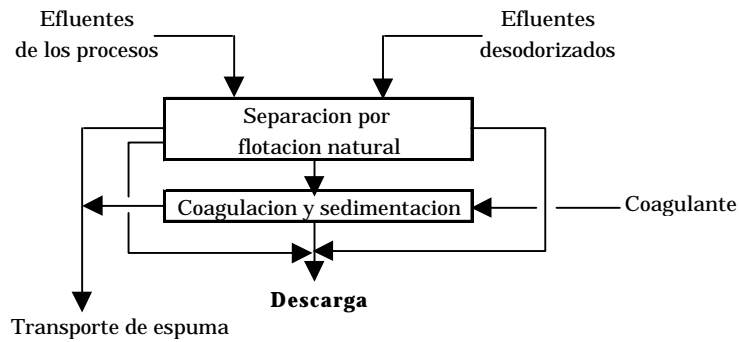 Efluentes
de los procesos
Efluentes
desodorizados
Separacion por
flotacion natural
Coagulacion y sedimentacion
Coagulante
Descarga
Transporte de espuma